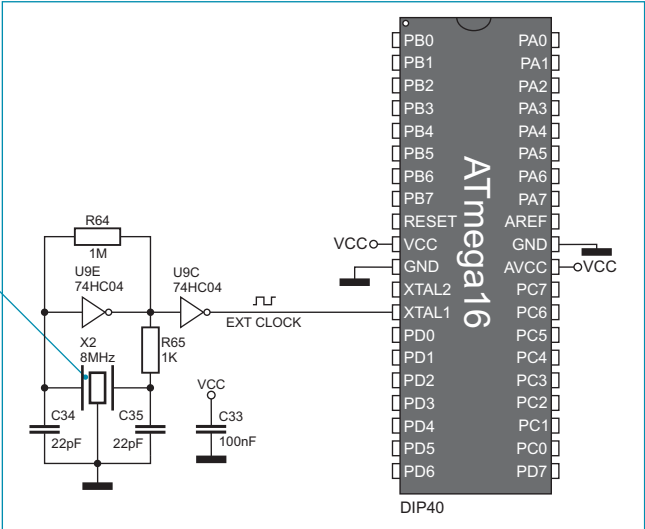 PB0 PA0
PB1 PA1
PB2 PA2
PB3 PA3
PB4 PA4
PB5 PA5
PB6 PA6
PB7 PA7
RESET AREF
VCC VCC GND
GND AVCC VCC
XTAL2 PC7
XTAL1 PC6
PD0 PC5
PD1 PC4
PD2 PC3
PD3 PC2
PD4 PC1
PD5 PC0
PD6 PD7
ATmega16
DIP40
R64
1M
U9E
74HC04
U9C
74HC04
EXT CLOCK
X2
8MHz
R65
1K
C34
22pF
C35
22pF
VCC
C33
100nF